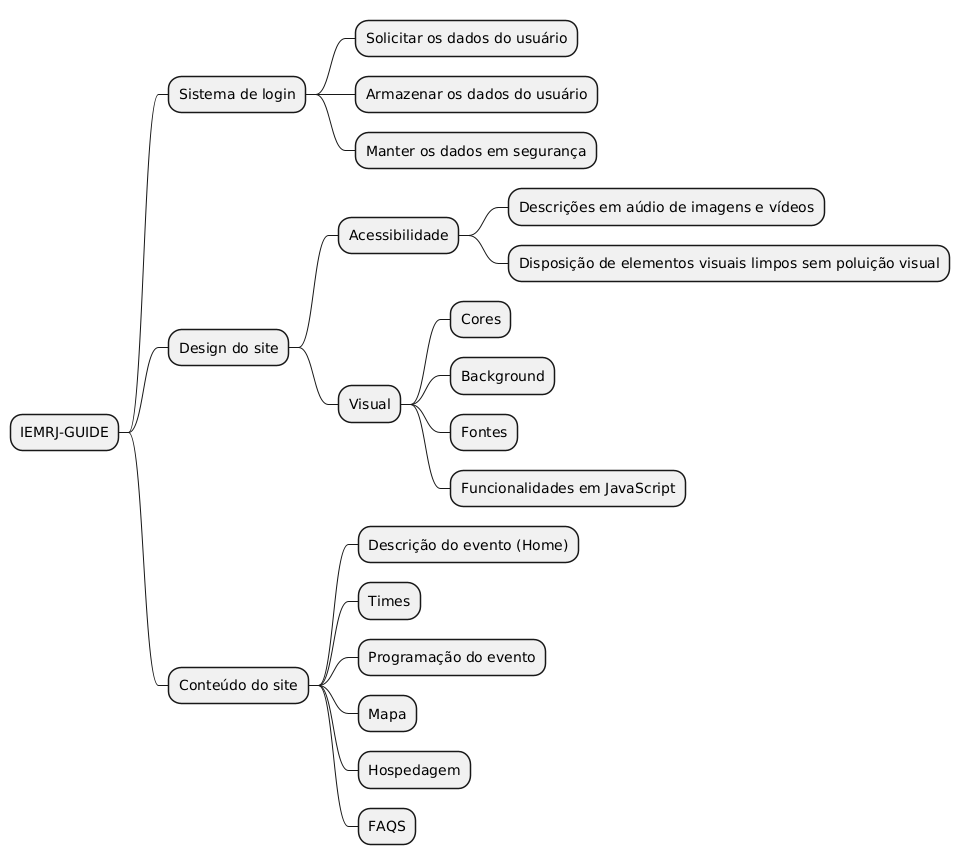 Solicitar os dados do usuário
Sistema de login
Armazenar os dados do usuário
Manter os dados em segurança
Descrições em aúdio de imagens e vídeos
Acessibilidade
Disposição de elementos visuais limpos sem poluição visual
Cores
Design do site
Background
Visual
IEMRJ-GUIDE
Fontes
Funcionalidades em JavaScript
Descrição do evento (Home)
Times
Programação do evento
Conteúdo do site
Mapa
Hospedagem
FAQS